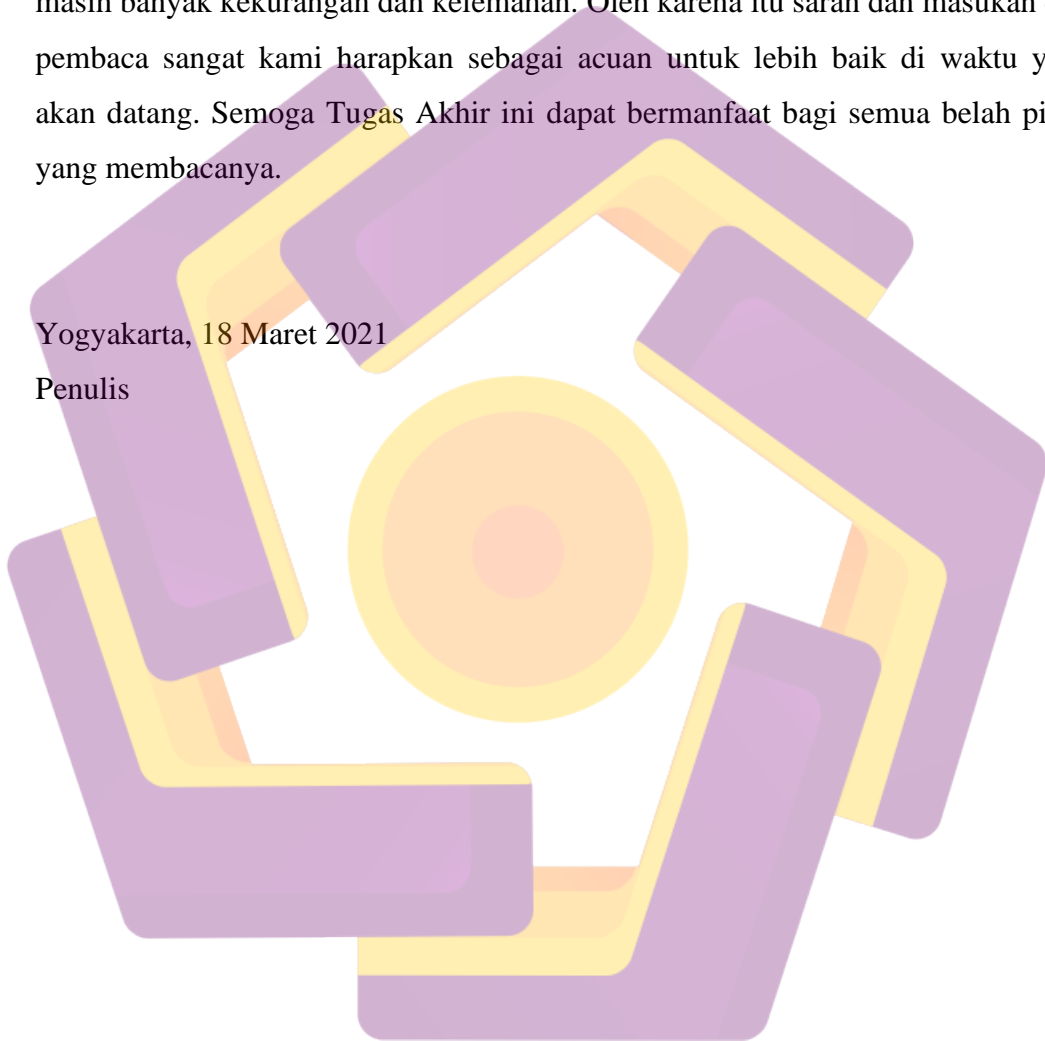 masih banyak kekurangan dan kelemahan. Oleh karena itu saran dan masukan
pembaca sangat kami harapkan sebagai acuan untuk lebih baik di waktu y
akan datang. Semoga Tugas Akhir ini dapat bermanfaat bagi semua belah pi
yang membacanya.
Yogyakarta, 18 Maret 2021
Penulis